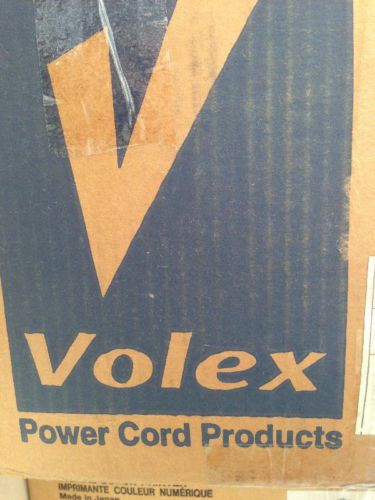 Volex
Power Cord Products
IMPRIMANTE COULEUR NUMÉRIQUE
Made in Japan